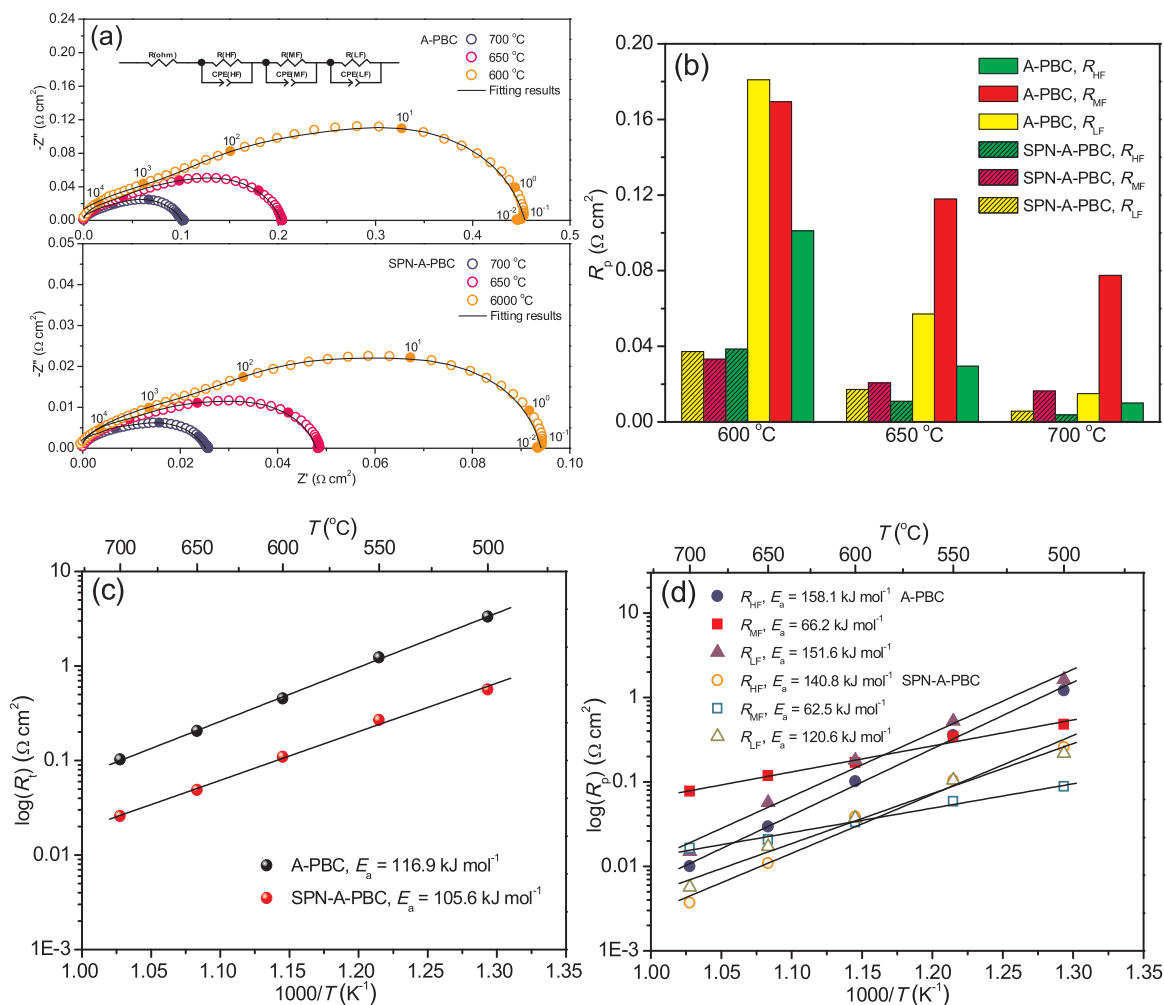 (a)
A-PBC
700 °C
650 °C
600 °C
Fitting results
R(ohm) R(HF) R(MF) R(LF)
CPE(HF) CPE(MF) CPE(LF)
0.24
0.20
0.16
0.12
0.08
0.04
0.00
-Z'' (Ω cm²)
10⁴ 10³ 10² 10¹ 10⁰ 10⁻¹ 10⁻²
0.0 0.1 0.2 0.3 0.4 0.5
SPN-A-PBC
700 °C
650 °C
6000 °C
Fitting results
0.05
0.04
0.03
0.02
0.01
0.00
-Z'' (Ω cm²)
10⁴ 10³ 10² 10¹ 10⁰ 10⁻¹ 10⁻²
0.00 0.02 0.04 0.06 0.08 0.10
Z' (Ω cm²)
(b)
A-PBC, R_HF
A-PBC, R_MF
A-PBC, R_LF
SPN-A-PBC, R_HF
SPN-A-PBC, R_MF
SPN-A-PBC, R_LF
0.20
0.16
0.12
0.08
0.04
0.00
R_p (Ω cm²)
600 °C 650 °C 700 °C
(c)
T (°C)
700 650 600 550 500
10
1
0.1
0.01
1E-3
log(R_t) (Ω cm²)
A-PBC, E_a = 116.9 kJ mol⁻¹
SPN-A-PBC, E_a = 105.6 kJ mol⁻¹
1.00 1.05 1.10 1.15 1.20 1.25 1.30 1.35
1000/T (K⁻¹)
(d)
T (°C)
700 650 600 550 500
R_HF, E_a = 158.1 kJ mol⁻¹ A-PBC
R_MF, E_a = 66.2 kJ mol⁻¹
R_LF, E_a = 151.6 kJ mol⁻¹
R_HF, E_a = 140.8 kJ mol⁻¹ SPN-A-PBC
R_MF, E_a = 62.5 kJ mol⁻¹
R_LF, E_a = 120.6 kJ mol⁻¹
10
1
0.1
0.01
1E-3
log(R_p) (Ω cm²)
1.00 1.05 1.10 1.15 1.20 1.25 1.30 1.35
1000/T (K⁻¹)